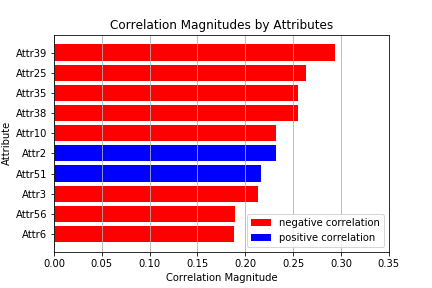 Correlation Magnitudes by Attributes
Attribute
Attr39
Attr25
Attr35
Attr38
Attr10
Attr2
Attr51
Attr3
Attr56
Attr6
negative correlation
positive correlation
0.00 0.05 0.10 0.15 0.20 0.25 0.30 0.35
Correlation Magnitude